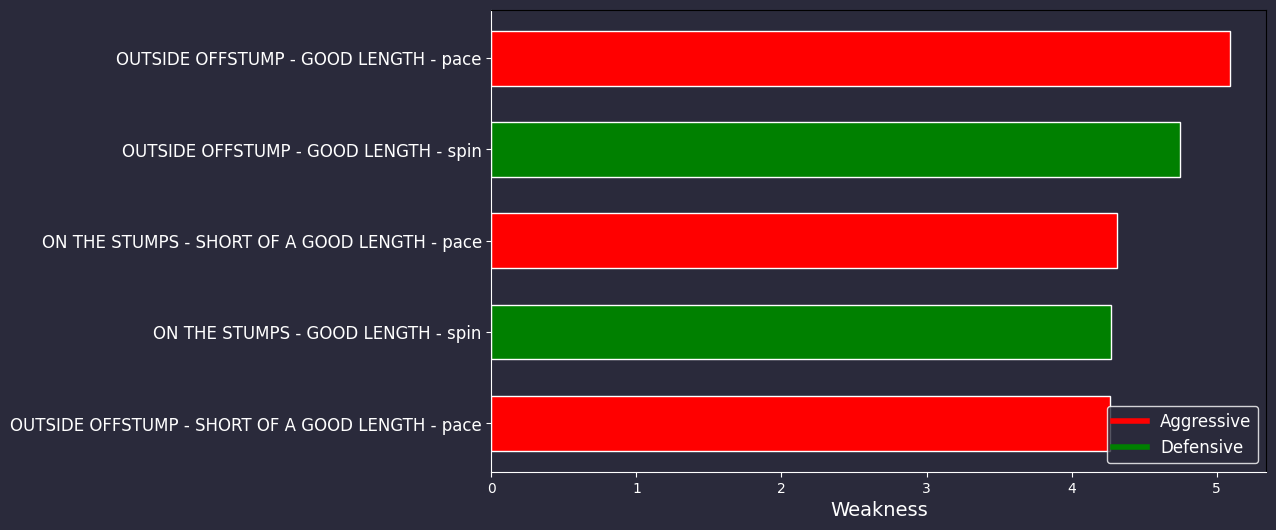 OUTSIDE OFFSTUMP - GOOD LENGTH - pace
OUTSIDE OFFSTUMP - GOOD LENGTH - spin
ON THE STUMPS - SHORT OF A GOOD LENGTH - pace
ON THE STUMPS - GOOD LENGTH - spin
OUTSIDE OFFSTUMP - SHORT OF A GOOD LENGTH - pace
Aggressive
Defensive
0 1 2 3 4 5
Weakness